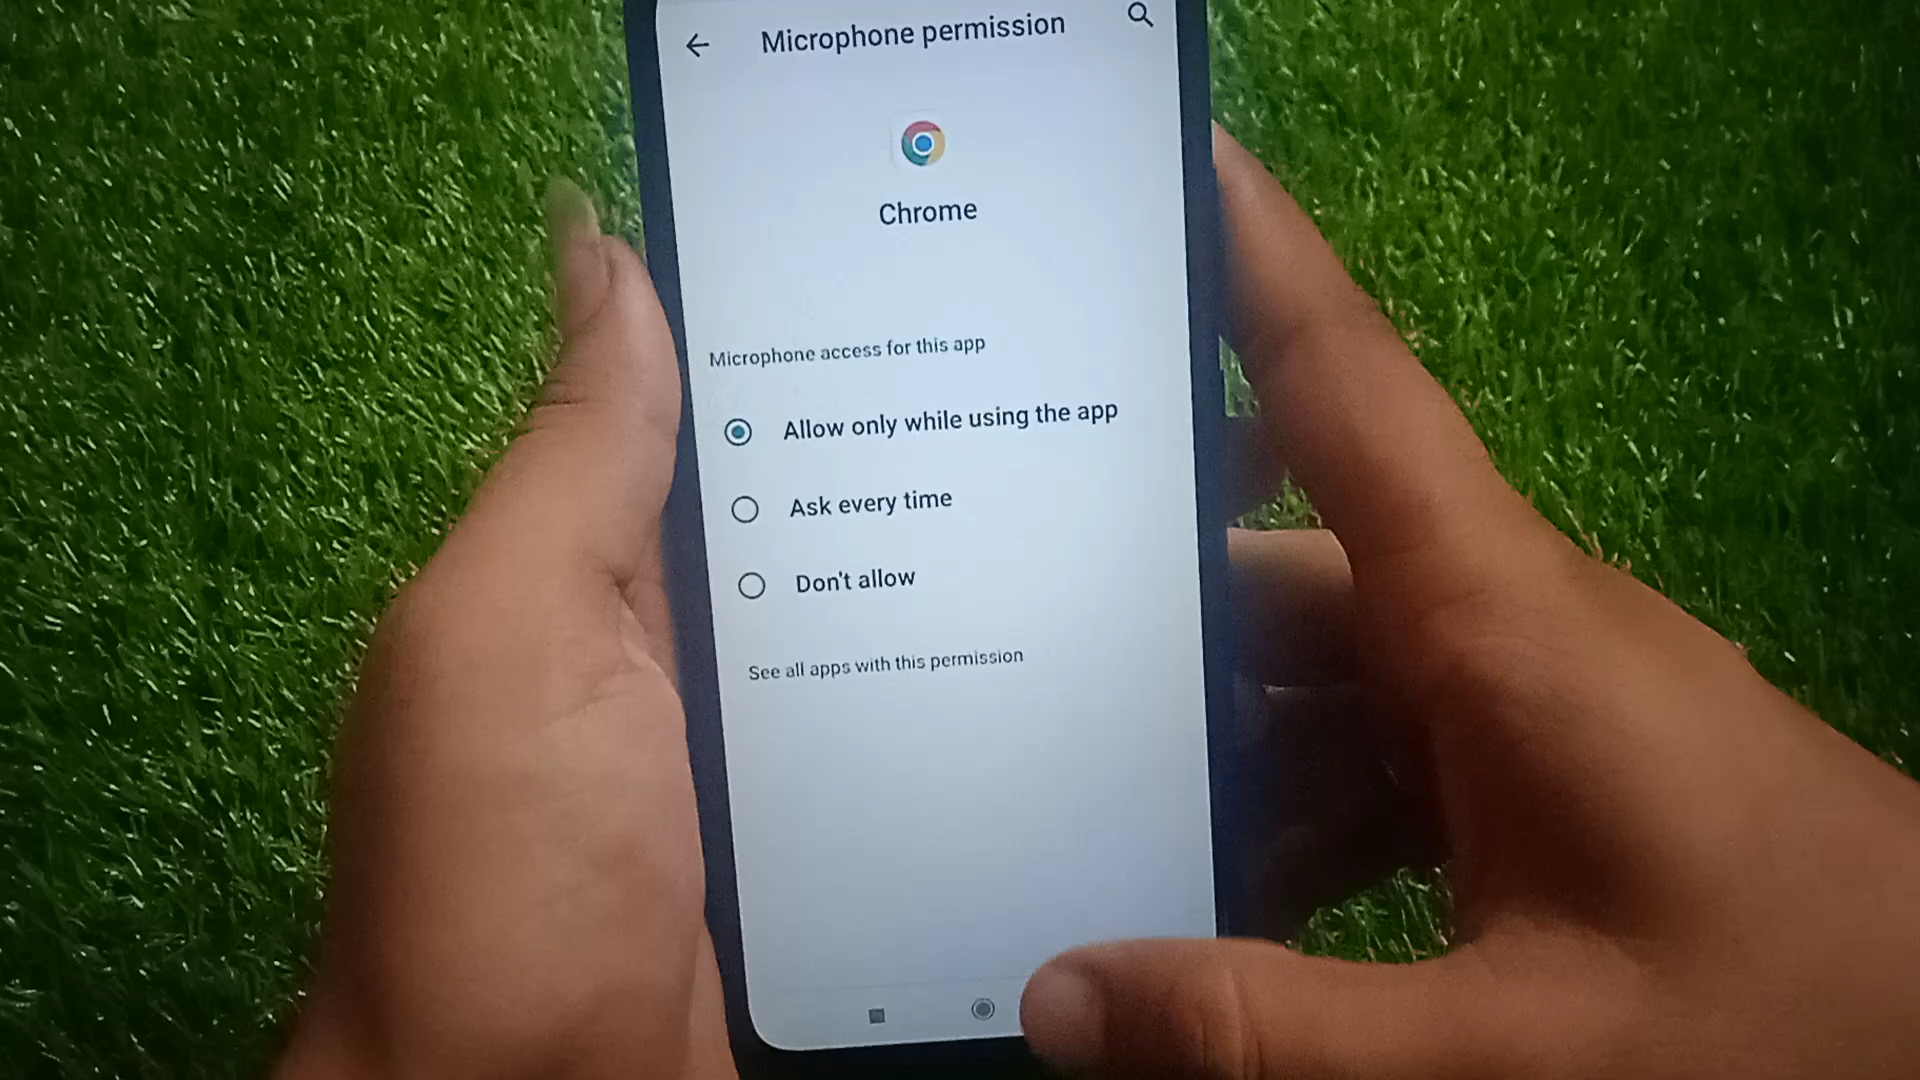 Microphone permission
Chrome
Microphone access for this app
Allow only while using the app
Ask every time
Don't allow
See all apps with this permission